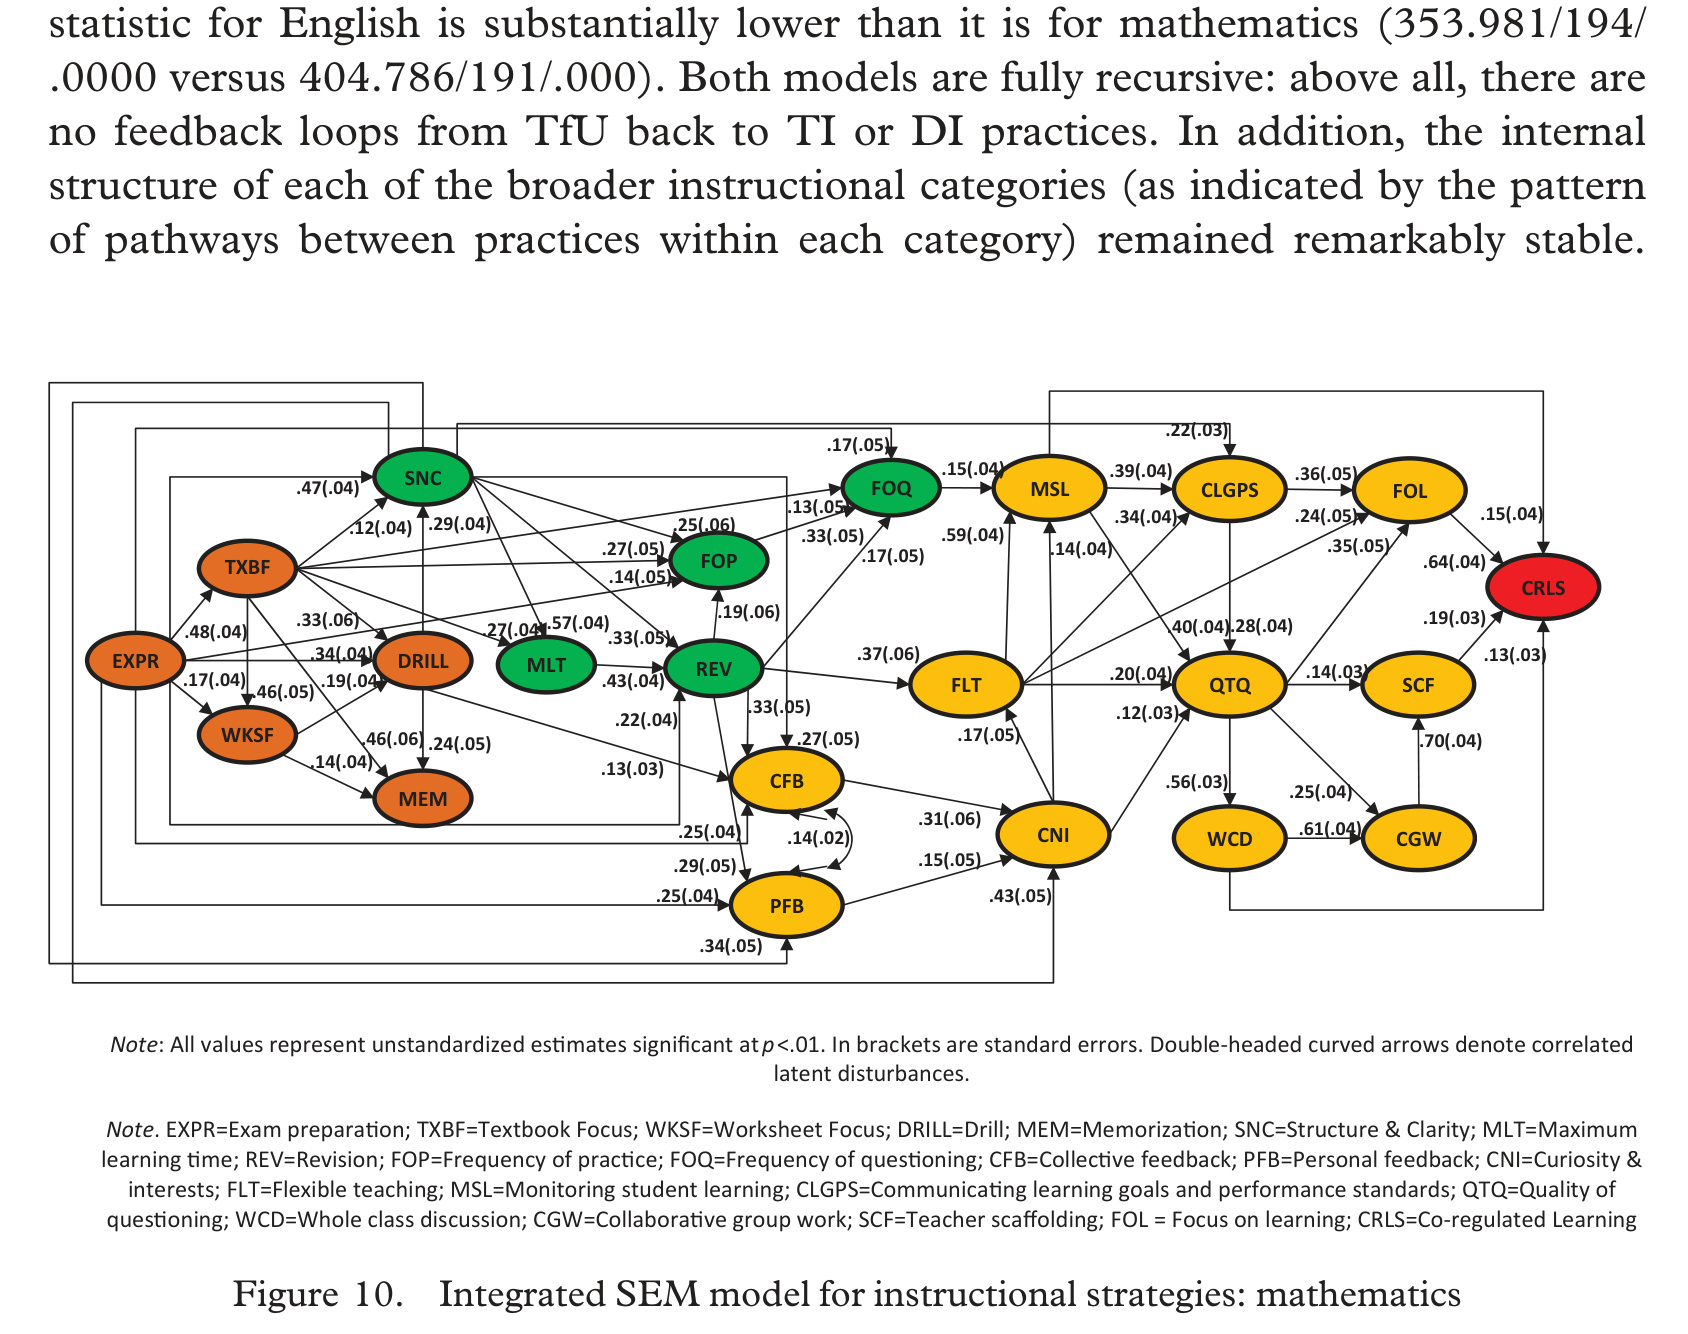 statistic for English is substantially lower than it is for mathematics (353.981/194/
.0000 versus 404.786/191/.000). Both models are fully recursive: above all, there are
no feedback loops from TfU back to TI or DI practices. In addition, the internal
structure of each of the broader instructional categories (as indicated by the pattern
of pathways between practices within each category) remained remarkably stable.
.22(.03)
.17(.05)
SNC
.47(.04)
FOQ
.15(.04)
MSL
.39(.04)
CLGPS
.36(.05)
FOL
.12(.04)
.29(.04)
.25(.06)
.13(.05)
.34(.04)
.24(.05)
.15(.04)
.33(.05)
.59(.04)
.14(.04)
.35(.05)
.27(.05)
FOP
.17(.05)
.64(.04)
TXBF
.14(.05)
CRLS
.48(.04)
.33(.06)
.27(.04)
.57(.04)
.33(.05)
.19(.06)
.40(.04)
.28(.04)
.19(.03)
EXPR
.34(.04)
DRILL
MLT
REV
.37(.06)
.13(.03)
.17(.04)
.46(.05)
.19(.04)
.43(.04)
FLT
.20(.04)
QTQ
.14(.03)
SCF
.22(.04)
.33(.05)
.12(.03)
WKSF
.46(.06)
.24(.05)
.27(.05)
.17(.05)
.70(.04)
.14(.04)
.13(.03)
CFB
.56(.03)
.25(.04)
MEM
.31(.06)
.25(.04)
.14(.02)
CNI
WCD
.61(.04)
CGW
.29(.05)
.15(.05)
.25(.04)
PFB
.43(.05)
.34(.05)
Note: All values represent unstandardized estimates significant at p<.01. In brackets are standard errors. Double-headed curved arrows denote correlated
latent disturbances.
Note. EXPR=Exam preparation; TXBF=Textbook Focus; WKSF=Worksheet Focus; DRILL=Drill; MEM=Memorization; SNC=Structure & Clarity; MLT=Maximum
learning time; REV=Revision; FOP=Frequency of practice; FOQ=Frequency of questioning; CFB=Collective feedback; PFB=Personal feedback; CNI=Curiosity &
interests; FLT=Flexible teaching; MSL=Monitoring student learning; CLGPS=Communicating learning goals and performance standards; QTQ=Quality of
questioning; WCD=Whole class discussion; CGW=Collaborative group work; SCF=Teacher scaffolding; FOL = Focus on learning; CRLS=Co-regulated Learning
Figure 10. Integrated SEM model for instructional strategies: mathematics